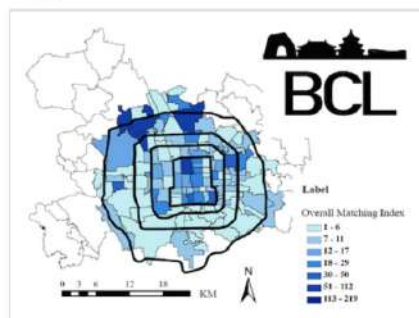 BCL
Label
Overall Matching Index
1 - 6
7 - 11
12 - 17
18 - 29
30 - 50
51 - 112
113 - 219
N
0 3 6 12 18
KM